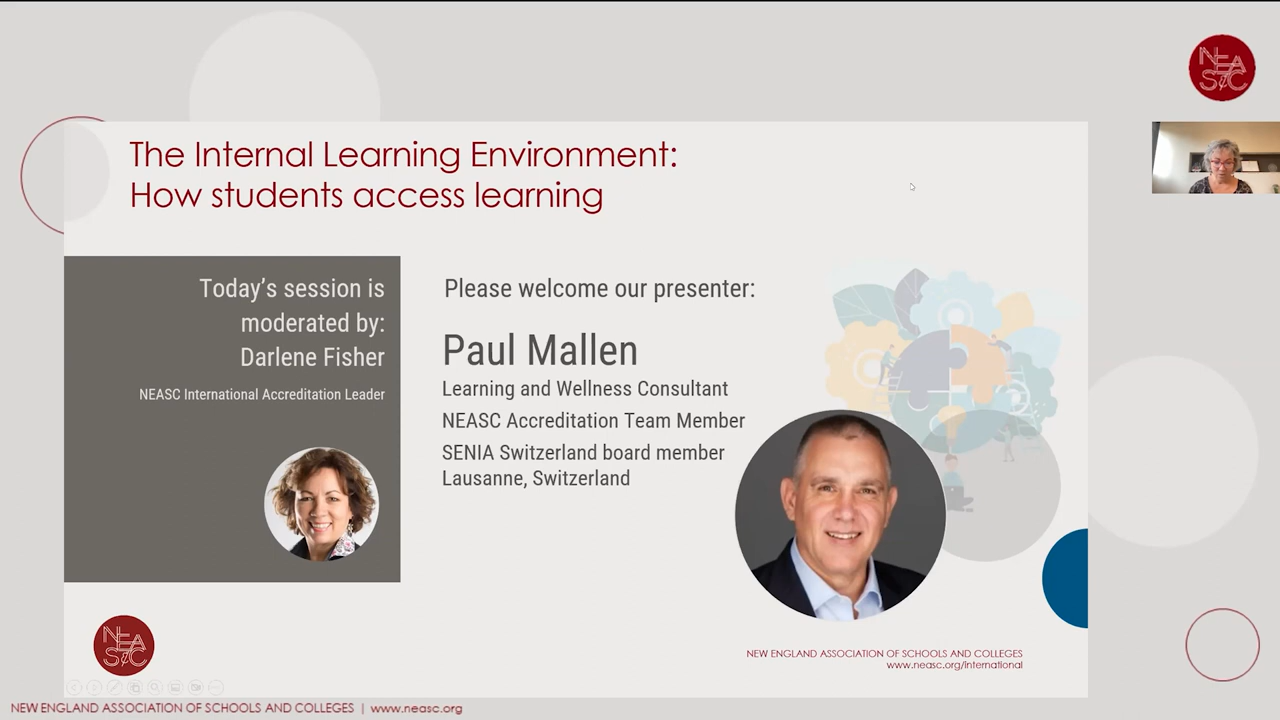 NEA
S&C
The Internal Learning Environment:
How students access learning
Today's session is
moderated by:
Darlene Fisher
NEASC International Accreditation Leader
Please welcome our presenter:
Paul Mallen
Learning and Wellness Consultant
NEASC Accreditation Team Member
SENIA Switzerland board member
Lausanne, Switzerland
NEA
S&C
NEW ENGLAND ASSOCIATION OF SCHOOLS AND COLLEGES
www.neasc.org/international
NEW ENGLAND ASSOCIATION OF SCHOOLS AND COLLEGES | www.neasc.org